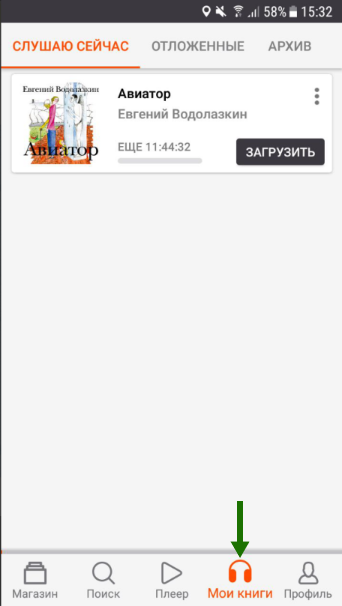 58% 15:32
СЛУШАЮ СЕЙЧАС ОТЛОЖЕННЫЕ АРХИВ
Евгений Водолазкин
Авиатор
Авиатор
Евгений Водолазкин
ЕЩЕ 11:44:32
ЗАГРУЗИТЬ
Магазин Поиск Плеер Мои книги Профиль